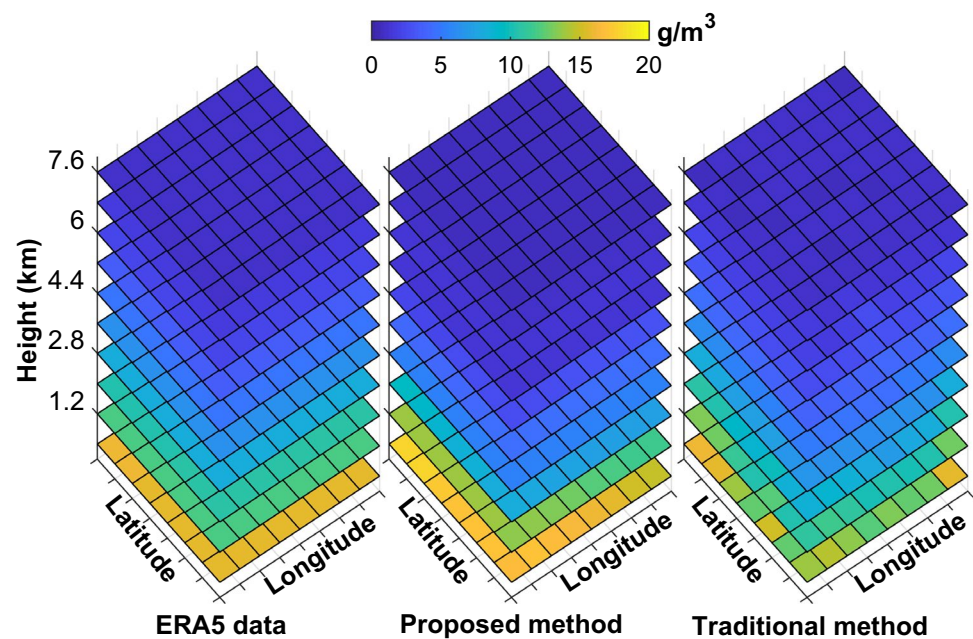 g/m³
0 5 10 15 20
7.6
6
4.4
2.8
1.2
Height (km)
Latitude
Longitude
Latitude
Longitude
Latitude
Longitude
ERA5 data
Proposed method
Traditional method